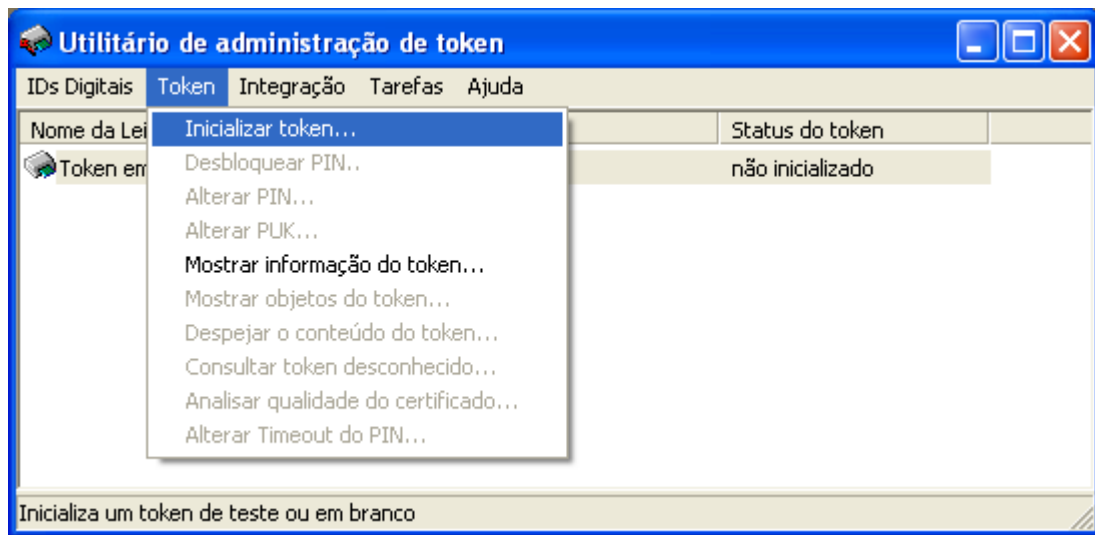 Utilitário de administração de token
IDs Digitais Token Integração Tarefas Ajuda
Nome da Lei Status do token
Token em não inicializado
Inicializar token...
Desbloquear PIN..
Alterar PIN...
Alterar PUK...
Mostrar informação do token...
Mostrar objetos do token...
Despejar o conteúdo do token...
Consultar token desconhecido...
Analisar qualidade do certificado...
Alterar Timeout do PIN...
Inicializa um token de teste ou em branco